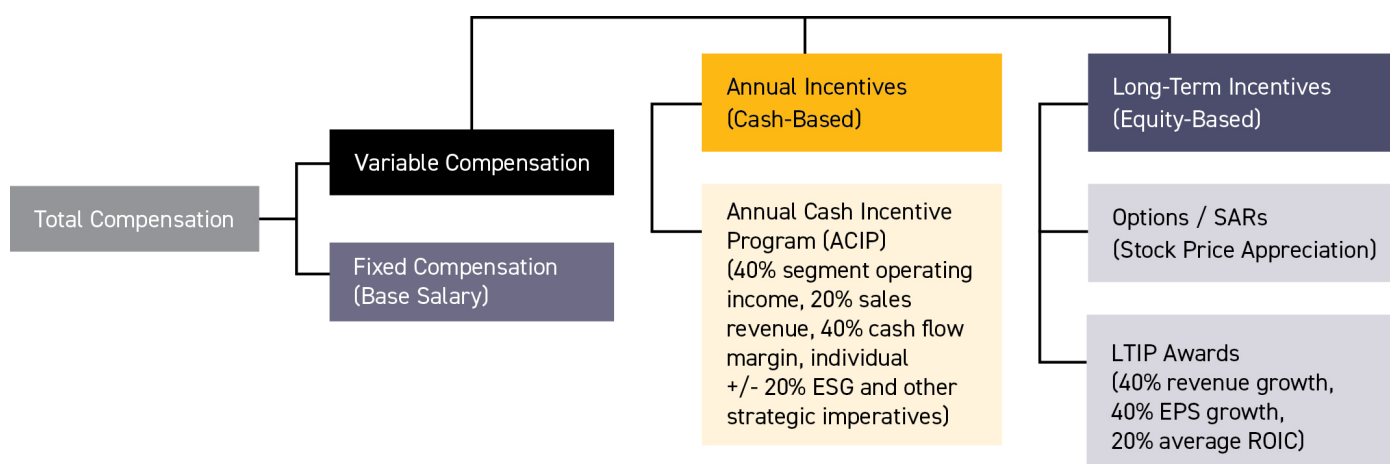 Total Compensation
Variable Compensation
Fixed Compensation
(Base Salary)
Annual Incentives
(Cash-Based)
Annual Cash Incentive
Program (ACIP)
(40% segment operating
income, 20% sales
revenue, 40% cash flow
margin, individual
+/- 20% ESG and other
strategic imperatives)
Long-Term Incentives
(Equity-Based)
Options / SARs
(Stock Price Appreciation)
LTIP Awards
(40% revenue growth,
40% EPS growth,
20% average ROIC)